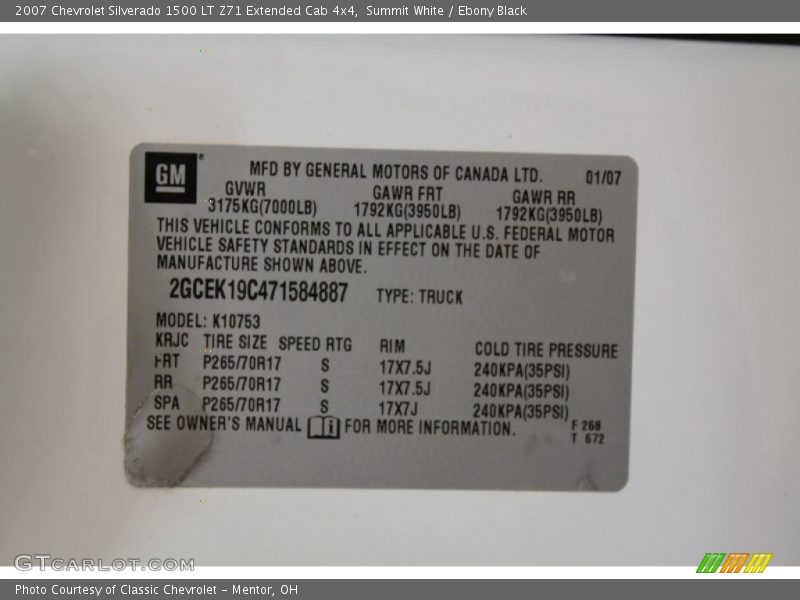 2007 Chevrolet Silverado 1500 LT Z71 Extended Cab 4x4, Summit White / Ebony Black
GM
MFD BY GENERAL MOTORS OF CANADA LTD. 01/07
GVWR GAWR FRT GAWR RR
3175KG(7000LB) 1792KG(3950LB) 1792KG(3950LB)
THIS VEHICLE CONFORMS TO ALL APPLICABLE U.S. FEDERAL MOTOR
VEHICLE SAFETY STANDARDS IN EFFECT ON THE DATE OF
MANUFACTURE SHOWN ABOVE.
2GCEK19C471584887 TYPE: TRUCK
MODEL: K10753
KRJC TIRE SIZE SPEED RTG RIM COLD TIRE PRESSURE
FRT P265/70R17 S 17X7.5J 240KPA(35PSI)
RR P265/70R17 S 17X7.5J 240KPA(35PSI)
SPA P265/70R17 S 17X7J 240KPA(35PSI)
SEE OWNER'S MANUAL i FOR MORE INFORMATION.
F 268
T 672
GTCARLOT.COM
Photo Courtesy of Classic Chevrolet - Mentor, OH